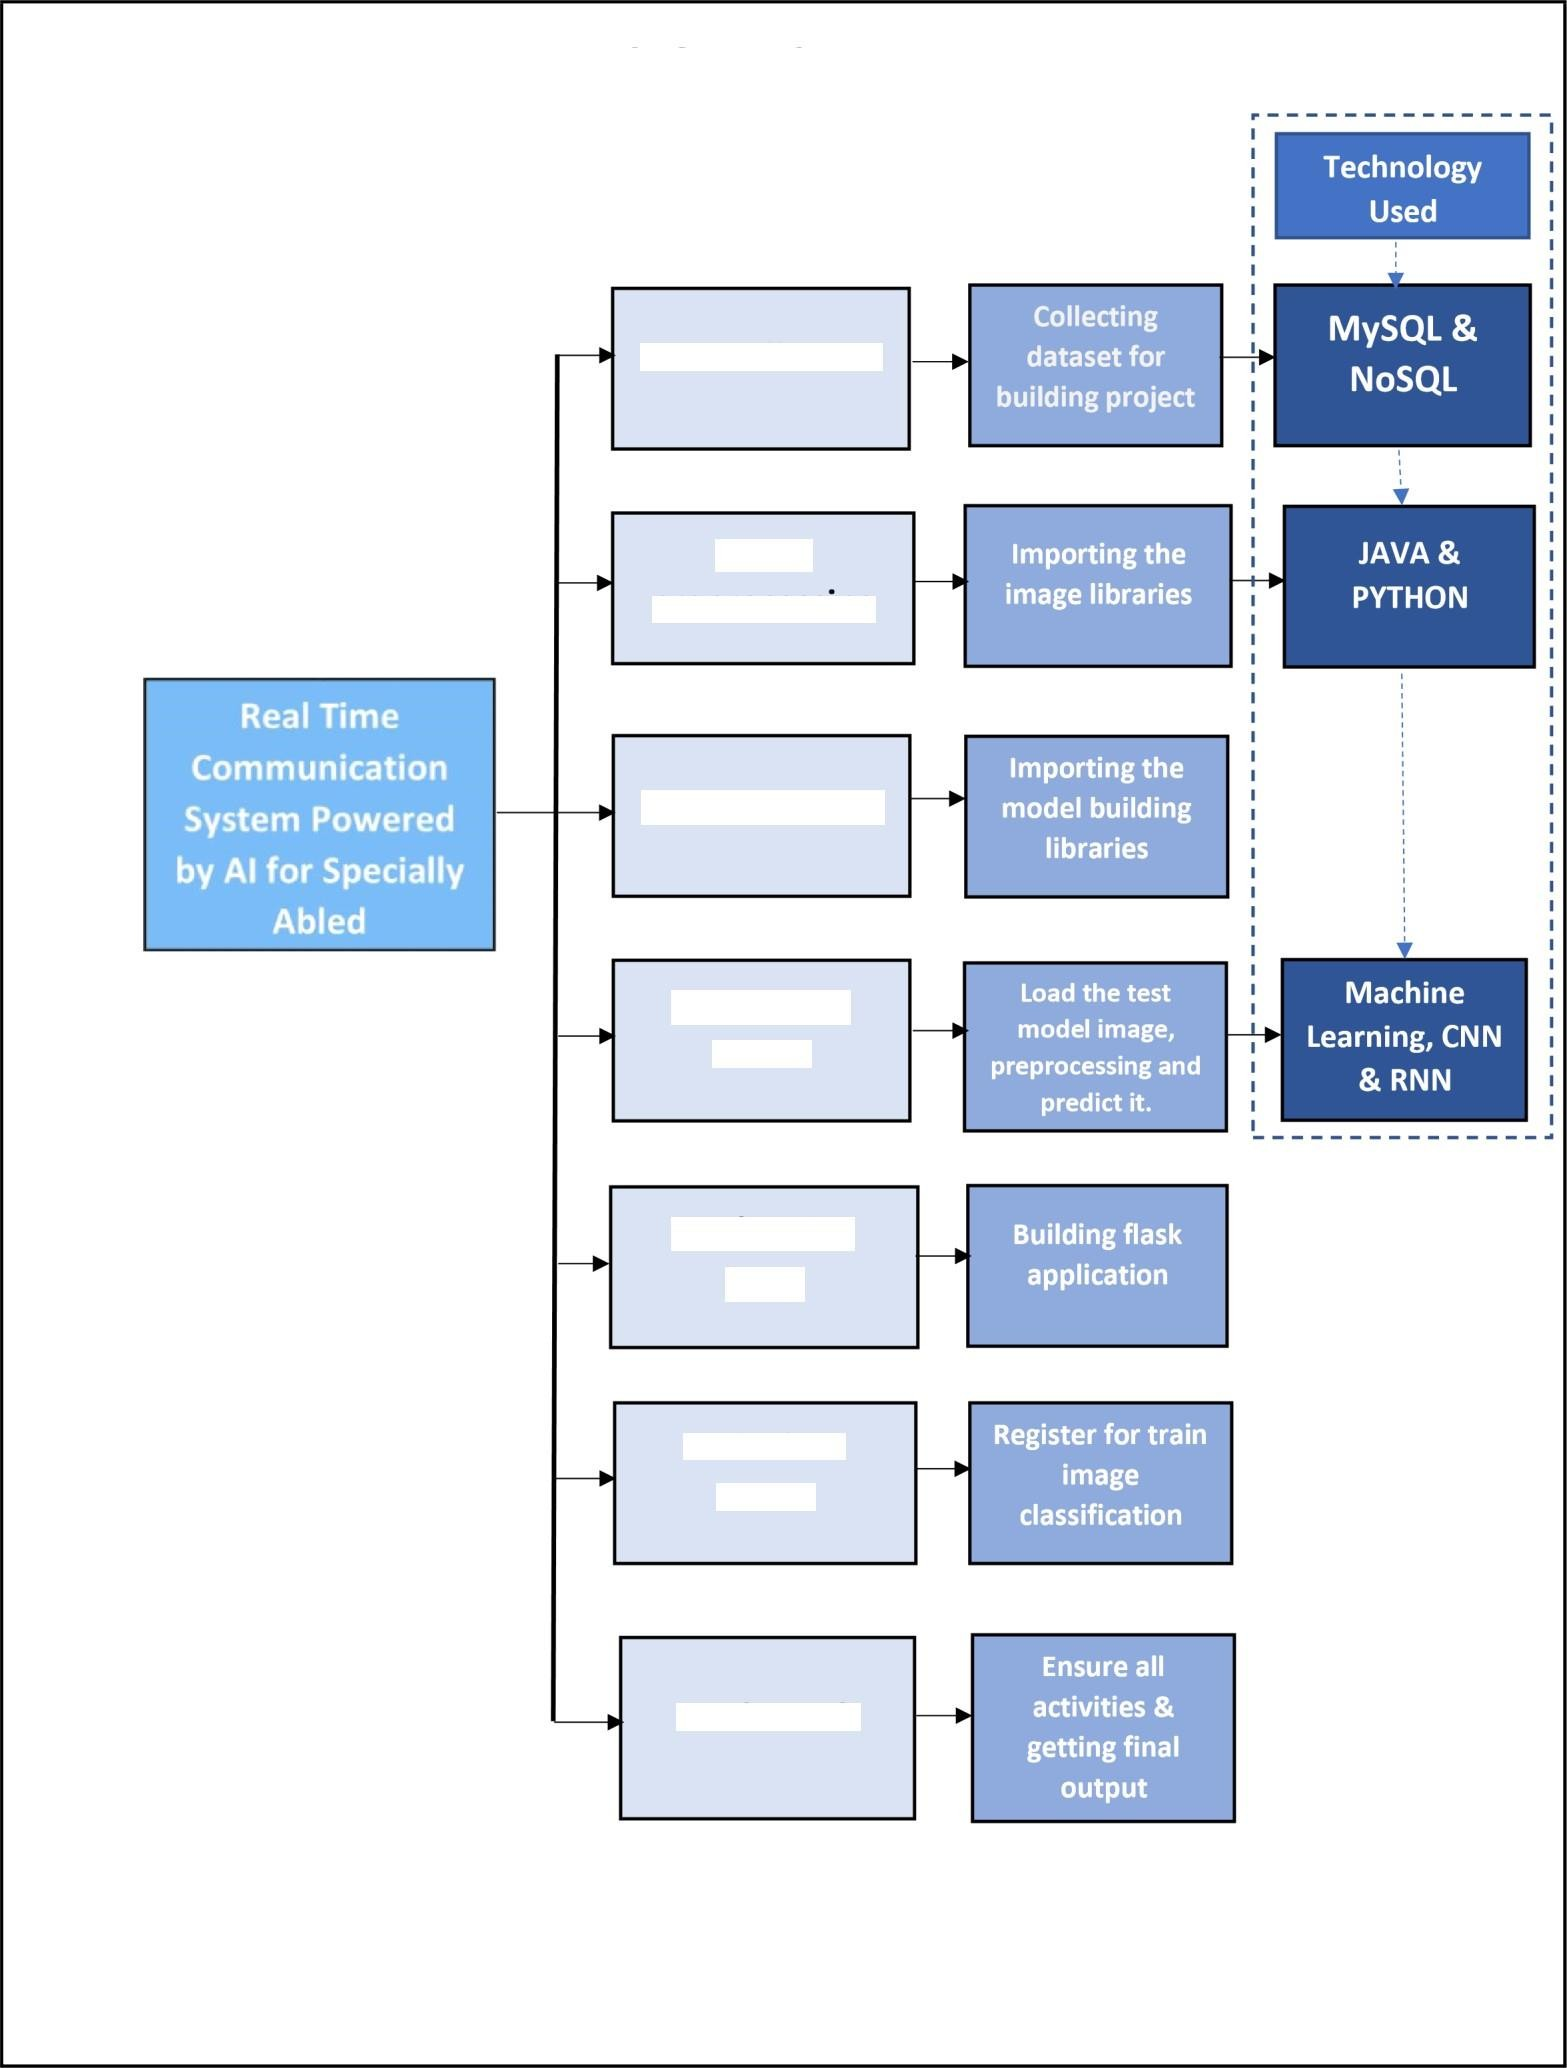 Technology
Used
Collecting
dataset for
building project
MySQL &
NoSQL
Importing the
image libraries
JAVA &
PYTHON
Real Time
Communication
System Powered
by AI for Specially
Abled
Importing the
model building
libraries
Load the test
model image,
preprocessing and
predict it.
Machine
Learning, CNN
& RNN
Building flask
application
Register for train
image
classification
Ensure all
activities &
getting final
output